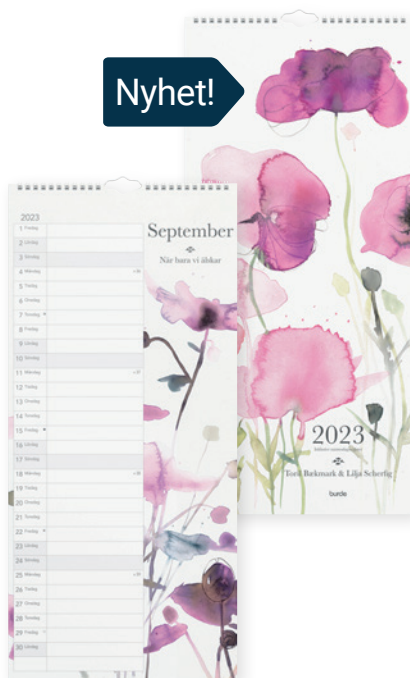 Nyhet!
2023
Toril Bækmark & Lilja Scherfig
burde
2023
September
När bara vi älskar
1 Fredag
2 Lördag
3 Söndag
4 Måndag
5 Tisdag
6 Onsdag
7 Torsdag
8 Fredag
9 Lördag
10 Söndag
11 Måndag
12 Tisdag
13 Onsdag
14 Torsdag
15 Fredag
16 Lördag
17 Söndag
18 Måndag
19 Tisdag
20 Onsdag
21 Torsdag
22 Fredag
23 Lördag
24 Söndag
25 Måndag
26 Tisdag
27 Onsdag
28 Torsdag
29 Fredag
30 Lördag